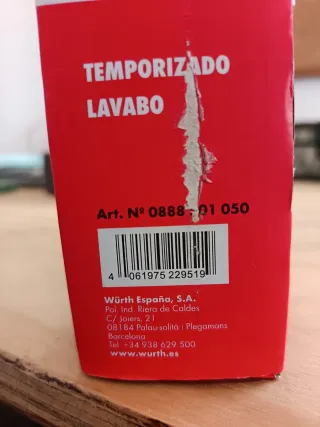 TEMPORIZADO
LAVABO
Art. Nº 0888 01 050
4 061975 229519
Würth España, S.A.
Pol. Ind. Riera de Caldes
C/ Joiers, 21
08184 Palau-solità i Plegamans
Barcelona
Tel +34 938 629 500
www.wurth.es